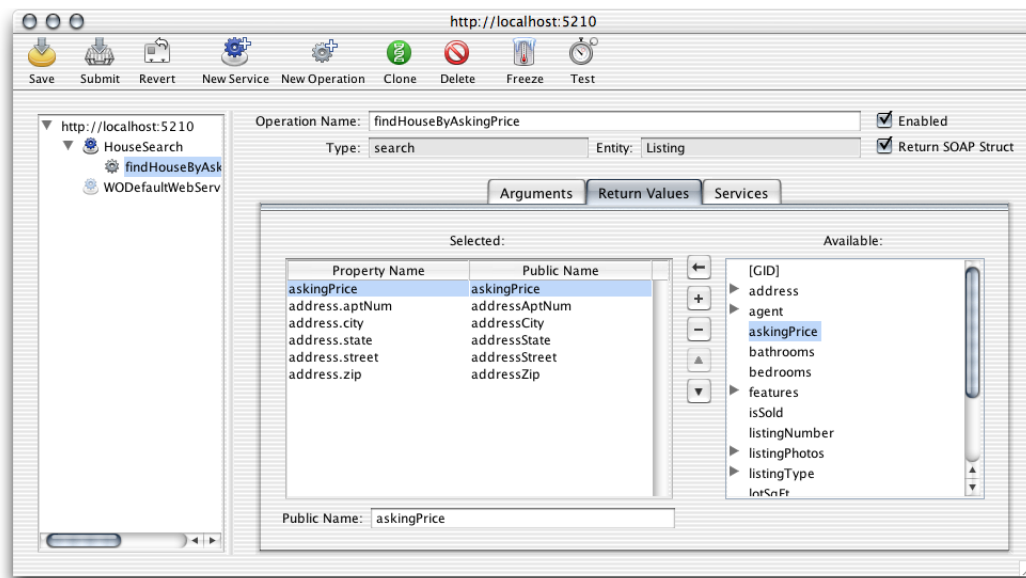 http://localhost:5210
Save Submit Revert New Service New Operation Clone Delete Freeze Test
http://localhost:5210
HouseSearch
findHouseByAsk
WODefaultWebServ
Operation Name: findHouseByAskingPrice Enabled
Type: search Entity: Listing Return SOAP Struct
Arguments Return Values Services
Selected:
Property Name Public Name
askingPrice askingPrice
address.aptNum addressAptNum
address.city addressCity
address.state addressState
address.street addressStreet
address.zip addressZip
Public Name: askingPrice
Available:
[GID]
address
agent
askingPrice
bathrooms
bedrooms
features
isSold
listingNumber
listingPhotos
listingType
lotSqFt